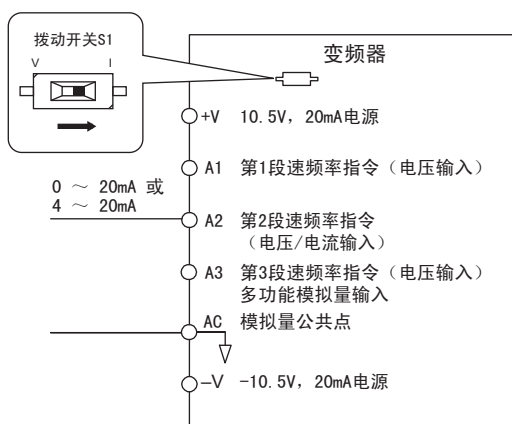 拨动开关S1
V I
变频器
+V 10.5V，20mA电源
A1 第1段速频率指令（电压输入）
0 ～ 20mA 或
4 ～ 20mA
A2 第2段速频率指令
（电压/电流输入）
A3 第3段速频率指令（电压输入）
多功能模拟量输入
AC 模拟量公共点
-V -10.5V，20mA电源